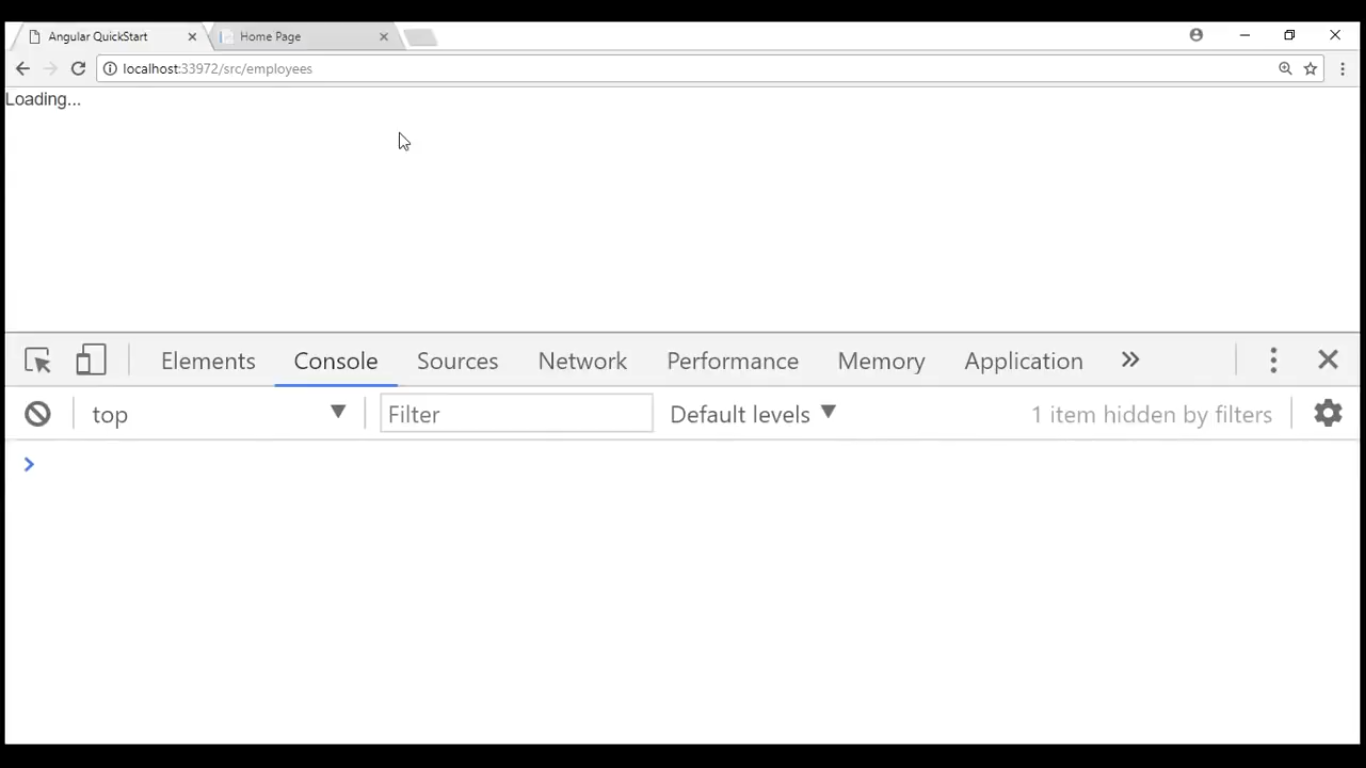 Angular QuickStart Home Page
localhost:33972/src/employees
Loading...
Elements Console Sources Network Performance Memory Application
top Filter Default levels 1 item hidden by filters